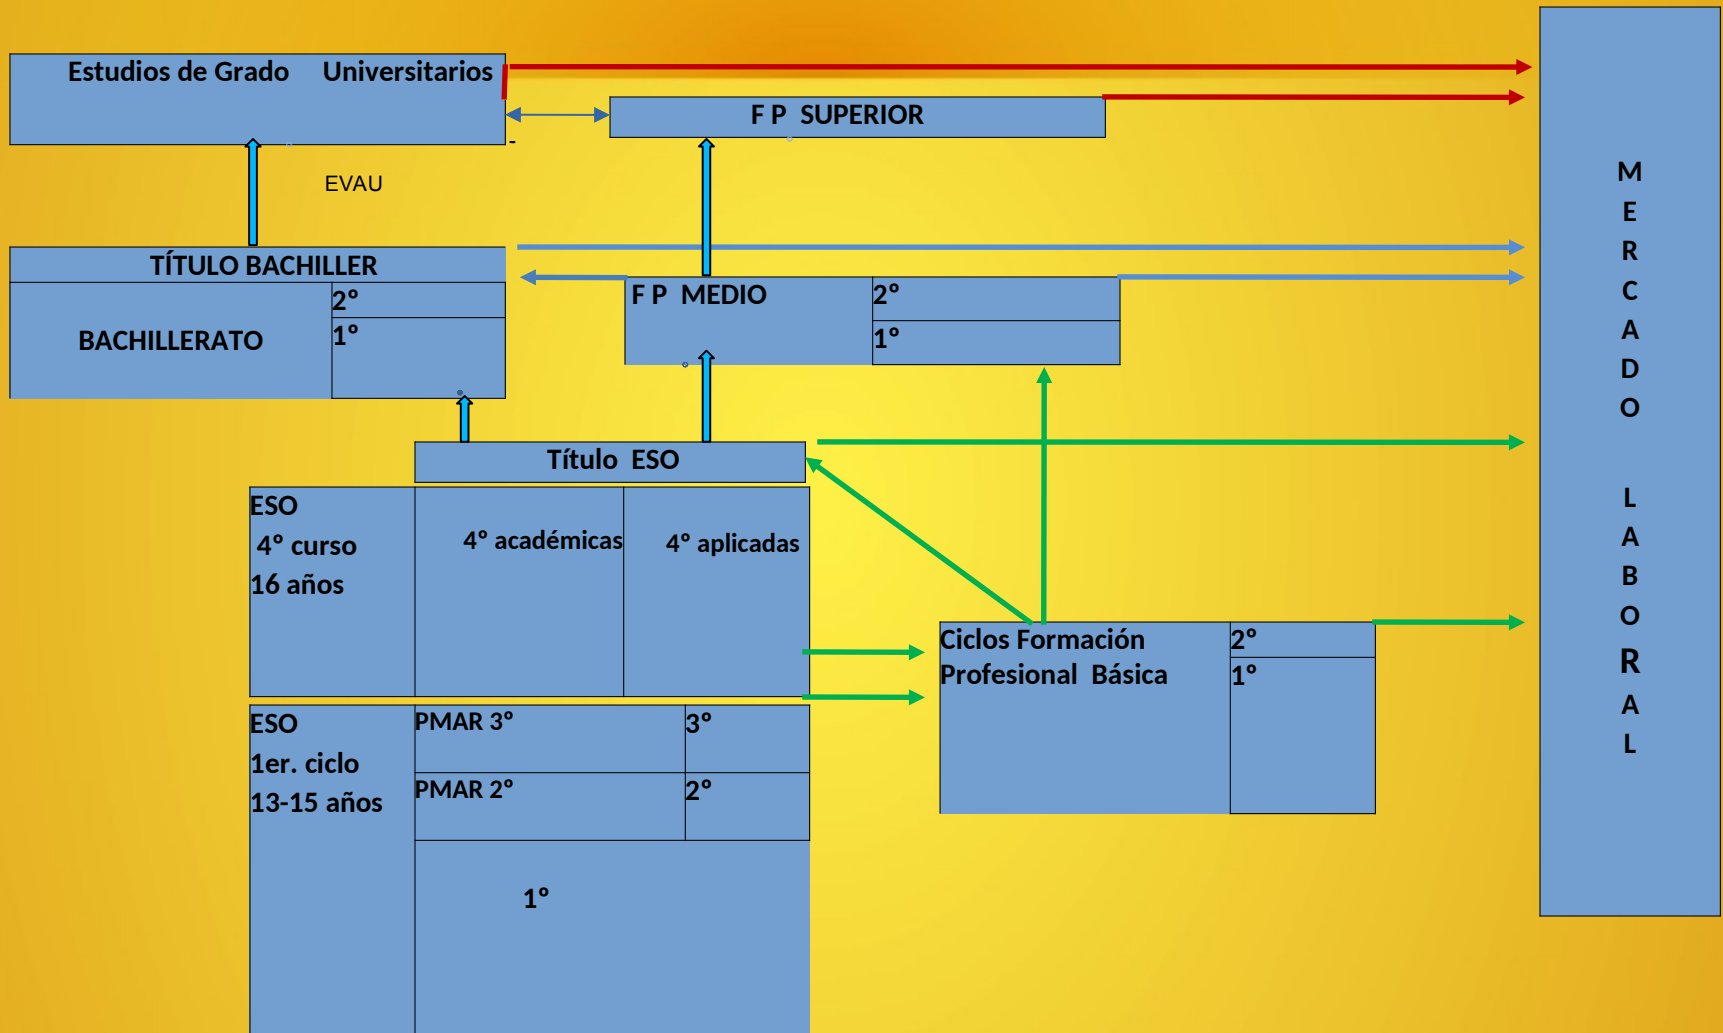 Estudios de Grado Universitarios
F P SUPERIOR
-
EVAU
TÍTULO BACHILLER
BACHILLERATO
2º
1º
F P MEDIO
2º
1º
Título ESO
ESO
4º curso
16 años
4º académicas
4º aplicadas
Ciclos Formación
Profesional Básica
2º
1º
ESO
1er. ciclo
13-15 años
PMAR 3º
3º
PMAR 2º
2º
1º
M
E
R
C
A
D
O
L
A
B
O
R
A
L